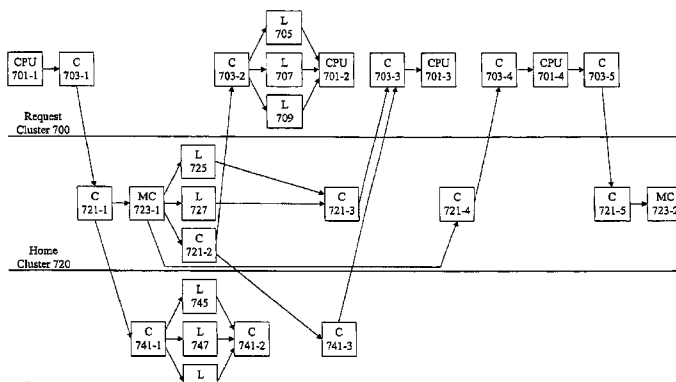 L
705
CPU
701-1
C
703-1
C
703-2
L
707
CPU
701-2
C
703-3
CPU
701-3
C
703-4
CPU
701-4
C
703-5
L
709
Request
Cluster 700
L
725
C
721-1
MC
723-1
L
727
C
721-3
C
721-4
C
721-5
MC
723-2
C
721-2
Home
Cluster 720
L
745
C
741-1
L
747
C
741-2
C
741-3
L